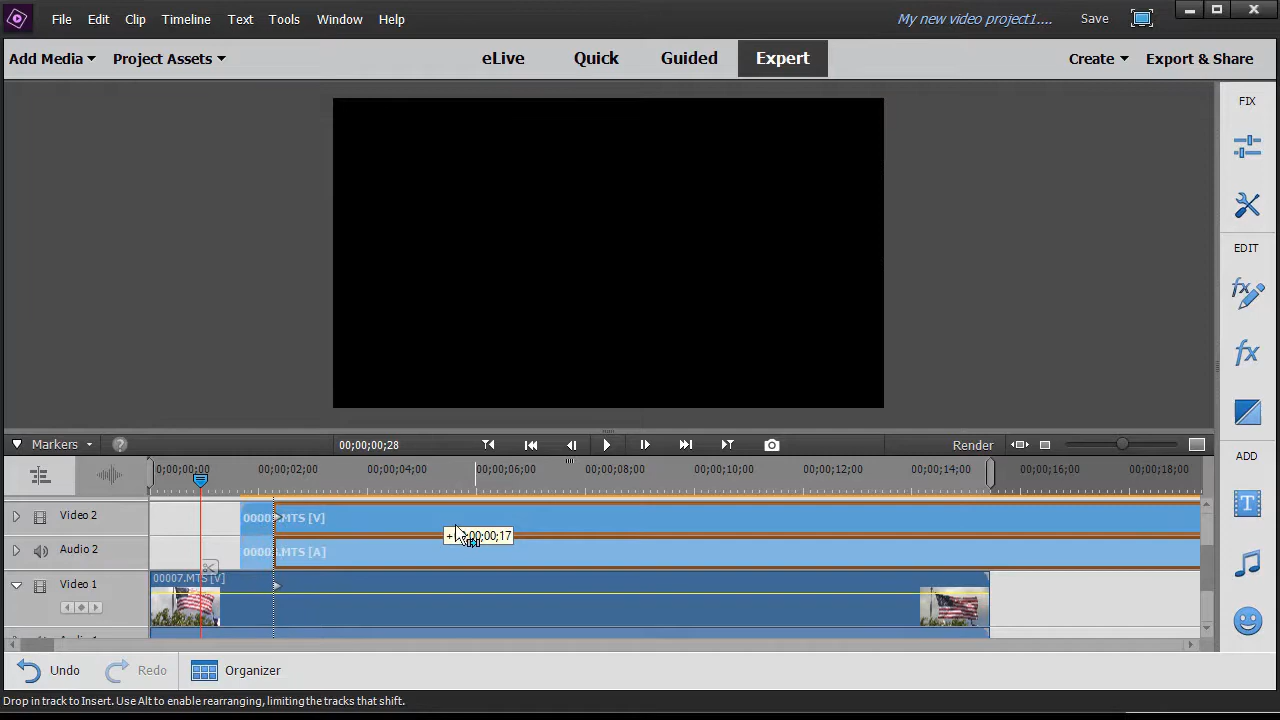 File Edit Clip Timeline Text Tools Window Help My new video project1.... Save
Add Media Project Assets eLive Quick Guided Expert Create Export & Share
FIX
EDIT
Markers 00;00;00;28 Render
ADD
0;00;00;00 00;00;02;00 00;00;04;00 00;00;06;00 00;00;08;00 00;00;10;00 00;00;12;00 00;00;14;00 00;00;16;00 00;00;18;00
Video 2 .MTS [V]
Audio 2 .MTS [A]
00;00;17
Video 1 00007.MTS [V]
Undo Redo Organizer
Drop in track to Insert. Use Alt to enable rearranging, limiting the tracks that shift.